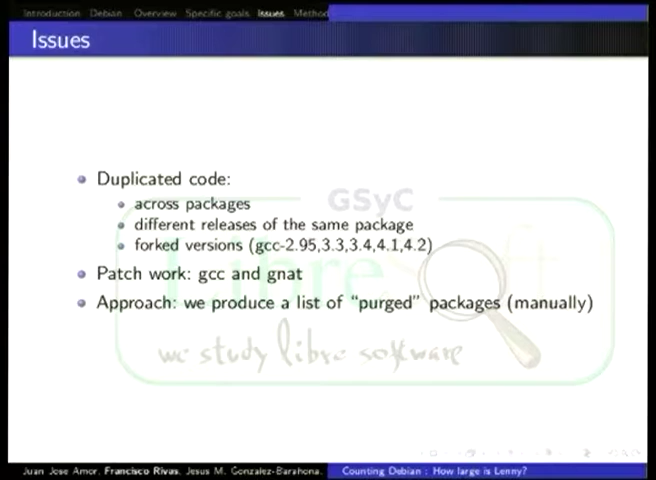 Introduction Debian Overview Specific goals Issues Method
Issues
Duplicated code:
across packages
different releases of the same package
forked versions (gcc-2.95,3.3,3.4,4.1,4.2)
Patch work: gcc and gnat
Approach: we produce a list of “purged” packages (manually)
GSyC
LibreSoft
we study libre software
Juan Jose Amor, Francisco Rivas, Jesus M. Gonzalez-Barahona.
Counting Debian : How large is Lenny?